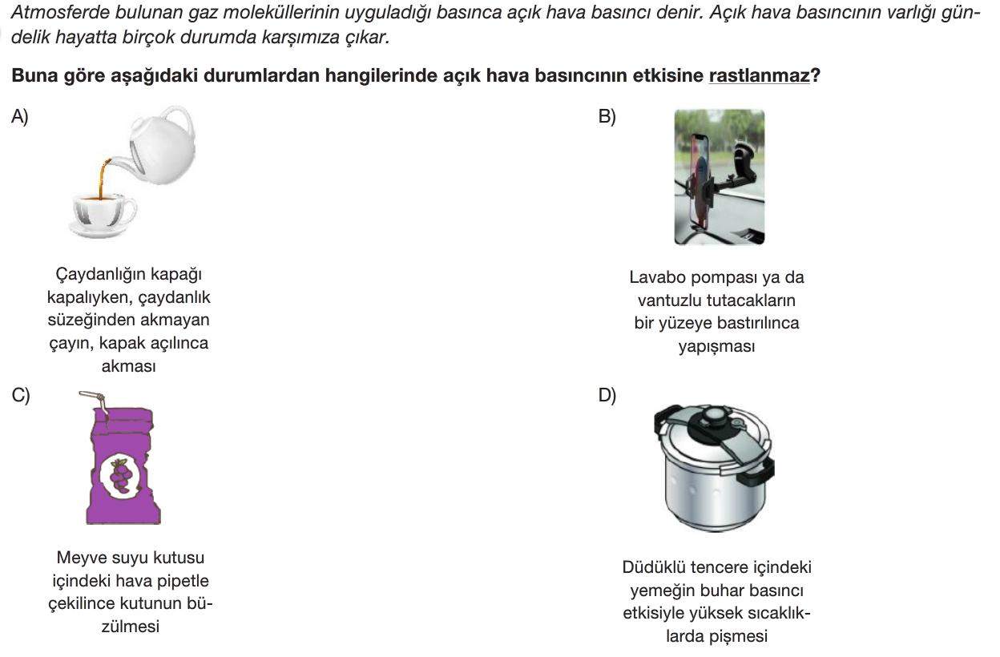 Atmosferde bulunan gaz moleküllerinin uyguladığı basınca açık hava basıncı denir. Açık hava basıncının varlığı gün-
delik hayatta birçok durumda karşımıza çıkar.
Buna göre aşağıdaki durumlardan hangilerinde açık hava basıncının etkisine rastlanmaz?
A)
Çaydanlığın kapağı
kapalıyken, çaydanlık
süzeğinden akmayan
çayın, kapak açılınca
akması
B)
Lavabo pompası ya da
vantuzlu tutacakların
bir yüzeye bastırılınca
yapışması
C)
Meyve suyu kutusu
içindeki hava pipetle
çekilince kutunun bü-
zülmesi
D)
Düdüklü tencere içindeki
yemeğin buhar basıncı
etkisiyle yüksek sıcaklık-
larda pişmesi